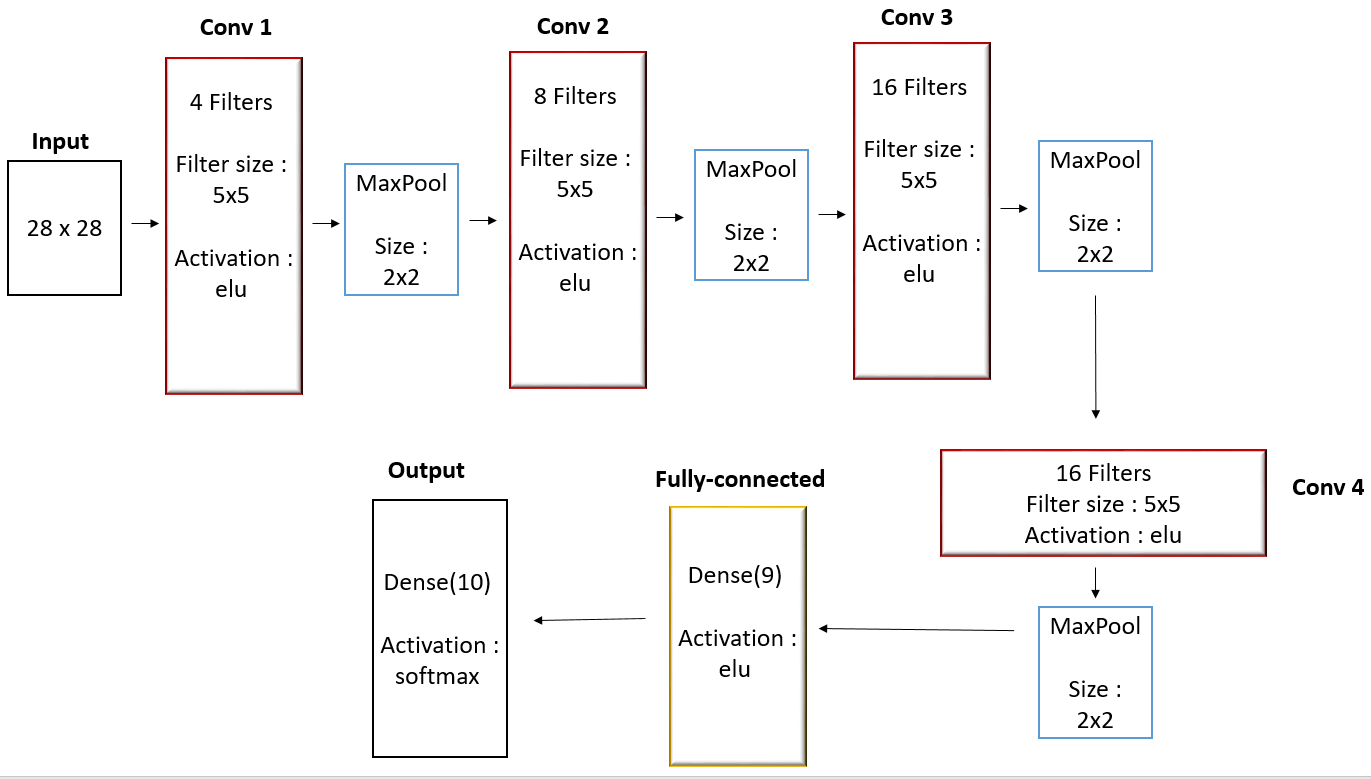 Input
28 x 28
Conv 1
4 Filters
Filter size :
5x5
Activation :
elu
MaxPool
Size :
2x2
Conv 2
8 Filters
Filter size :
5x5
Activation :
elu
MaxPool
Size :
2x2
Conv 3
16 Filters
Filter size :
5x5
Activation :
elu
MaxPool
Size :
2x2
Conv 4
16 Filters
Filter size : 5x5
Activation : elu
MaxPool
Size :
2x2
Fully-connected
Dense(9)
Activation :
elu
Output
Dense(10)
Activation :
softmax